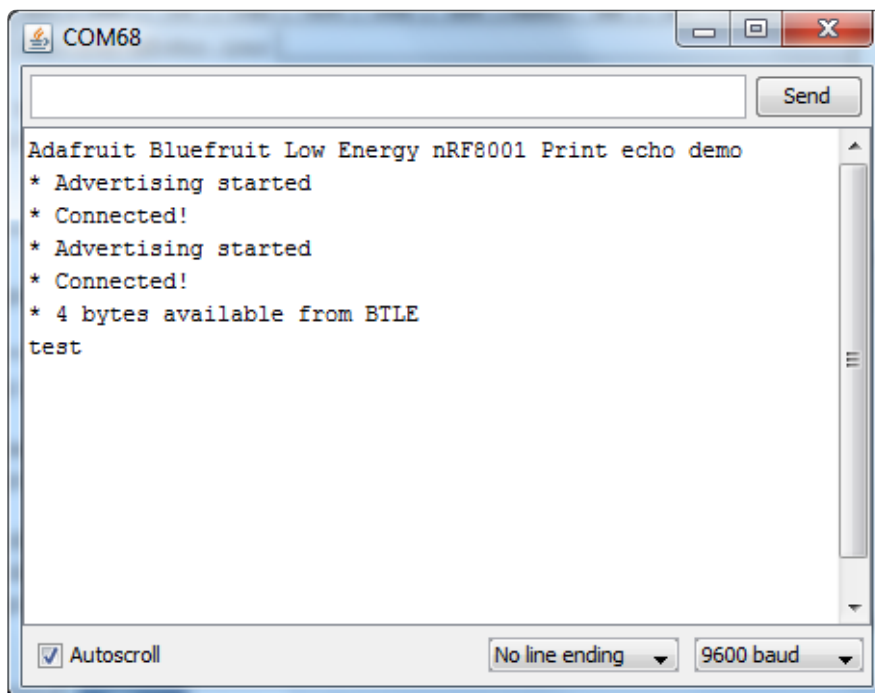 COM68
Send
Adafruit Bluefruit Low Energy nRF8001 Print echo demo
* Advertising started
* Connected!
* Advertising started
* Connected!
* 4 bytes available from BTLE
test
Autoscroll
No line ending
9600 baud